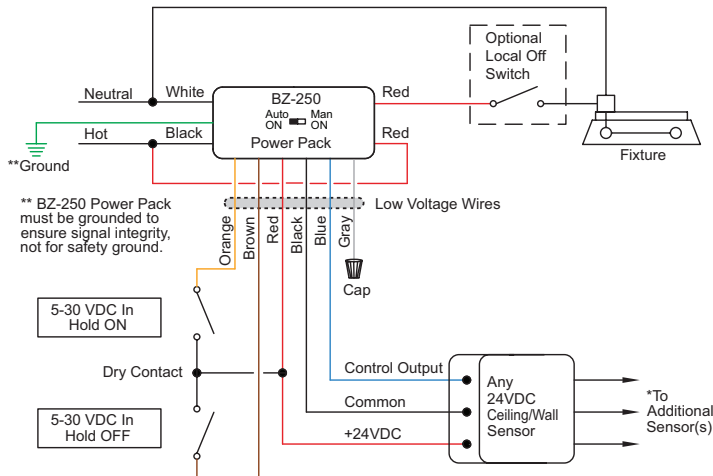 Optional
Local Off
Switch
Neutral
White
BZ-250
Auto
ON
Man
ON
Power Pack
Red
Hot
Black
Red
**Ground
Fixture
** BZ-250 Power Pack
must be grounded to
ensure signal integrity,
not for safety ground.
Low Voltage Wires
Orange
Brown
Red
Black
Blue
Gray
Cap
5-30 VDC In
Hold ON
Dry Contact
5-30 VDC In
Hold OFF
Control Output
Common
+24VDC
Any
24VDC
Ceiling/Wall
Sensor
*To
Additional
Sensor(s)